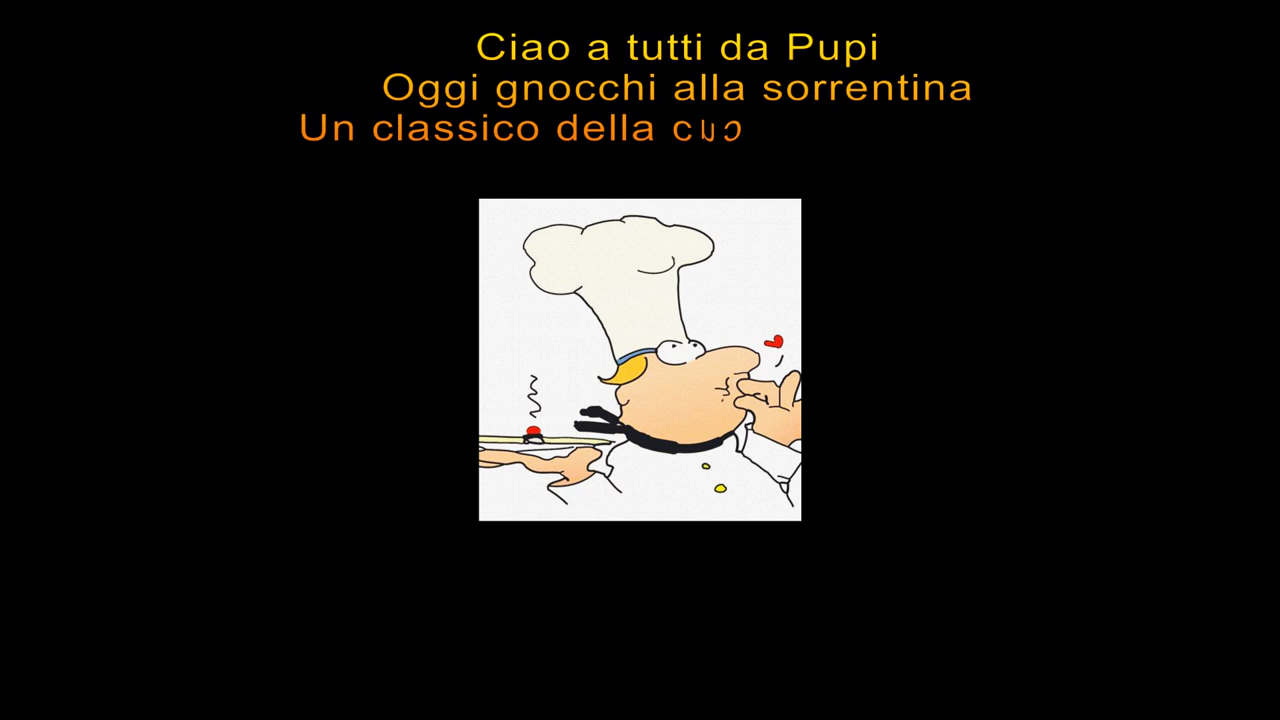 Ciao a tutti da Pupi
Oggi gnocchi alla sorrentina
Un classico della